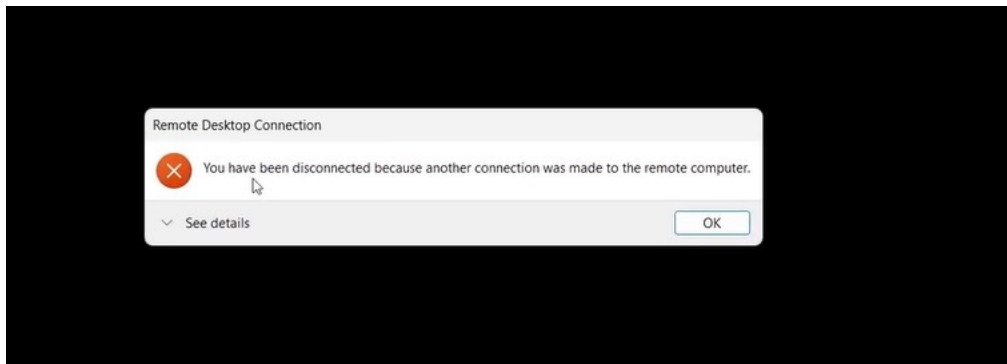 Remote Desktop Connection
You have been disconnected because another connection was made to the remote computer.
See details
OK